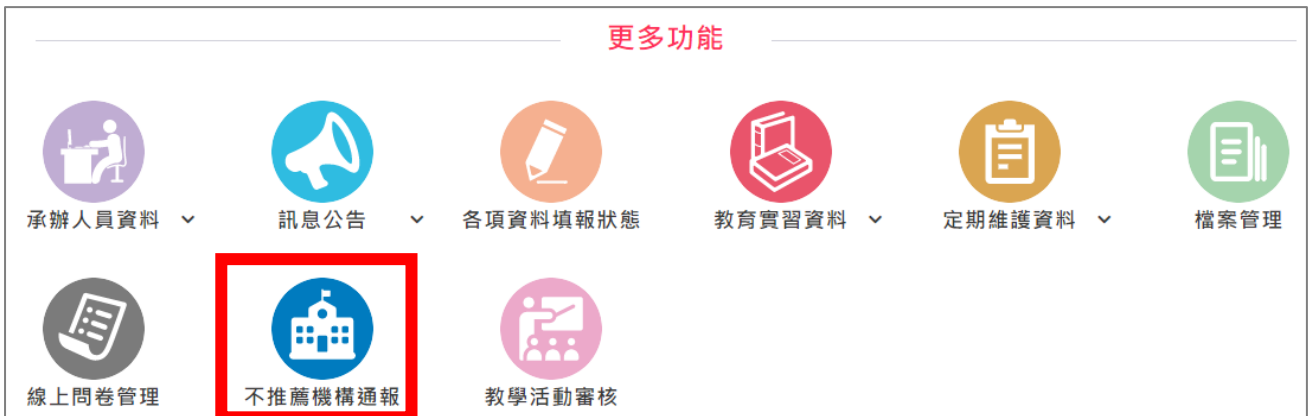 更多功能
承辦人員資料
訊息公告
各項資料填報狀態
教育實習資料
定期維護資料
檔案管理
線上問卷管理
不推薦機構通報
教學活動審核